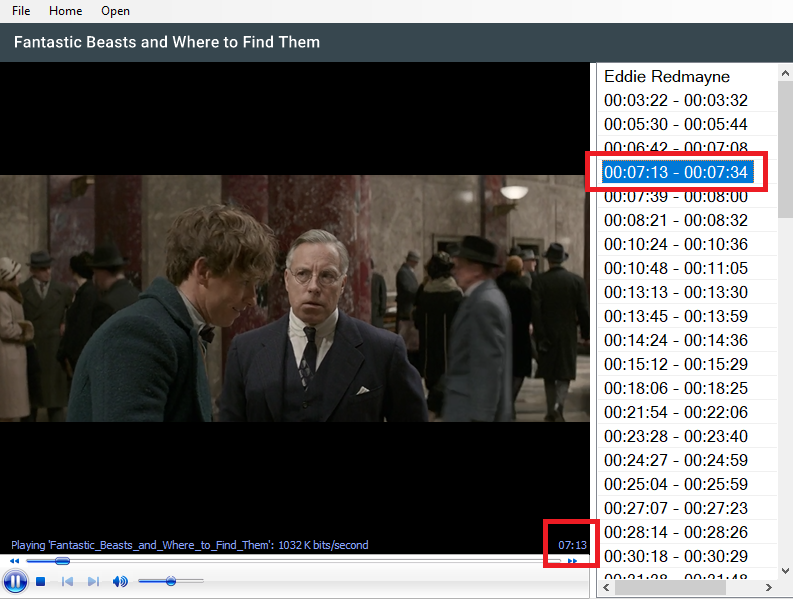 File Home Open
Fantastic Beasts and Where to Find Them
Eddie Redmayne
00:03:22 - 00:03:32
00:05:30 - 00:05:44
00:06:42 - 00:07:08
00:07:13 - 00:07:34
00:07:39 - 00:08:00
00:08:21 - 00:08:32
00:10:24 - 00:10:36
00:10:48 - 00:11:05
00:13:13 - 00:13:30
00:13:45 - 00:13:59
00:14:24 - 00:14:36
00:15:12 - 00:15:29
00:18:06 - 00:18:25
00:21:54 - 00:22:06
00:23:28 - 00:23:40
00:24:27 - 00:24:59
00:25:04 - 00:25:59
00:27:07 - 00:27:23
00:28:14 - 00:28:26
00:30:18 - 00:30:29
Playing 'Fantastic_Beasts_and_Where_to_Find_Them': 1032 K bits/second 07:13